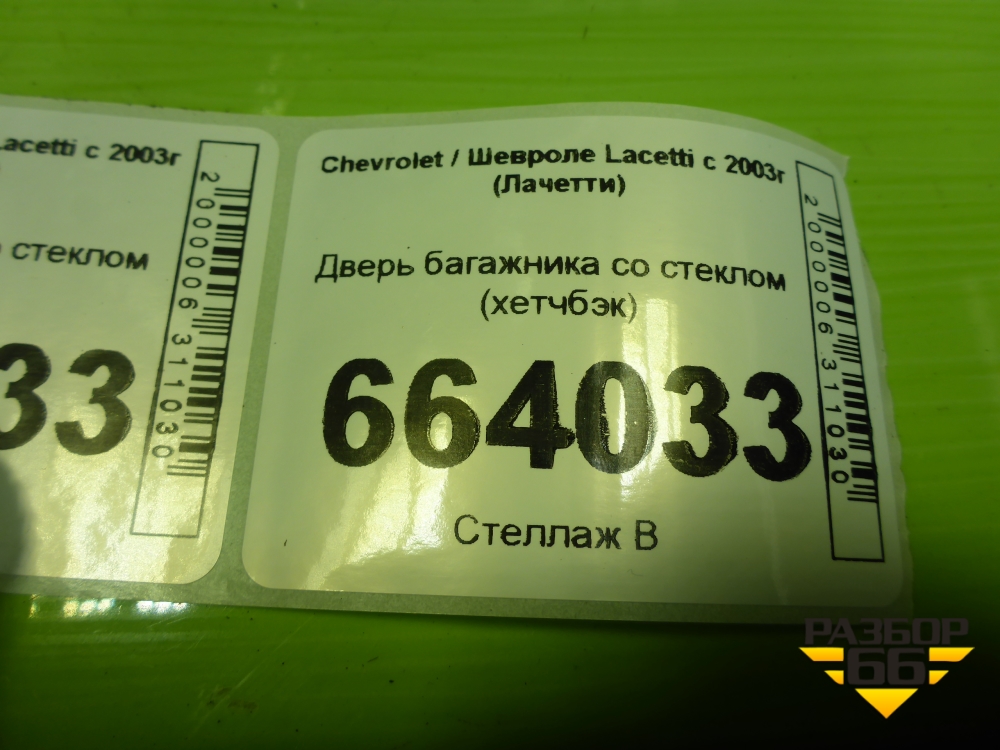 Lacetti с 2003г
стеклом
33
2000006311030
Chevrolet / Шевроле Lacetti с 2003г
(Лачетти)
Дверь багажника со стеклом
(хетчбэк)
664033
Стеллаж В
2000006311030
РАЗБОР
66